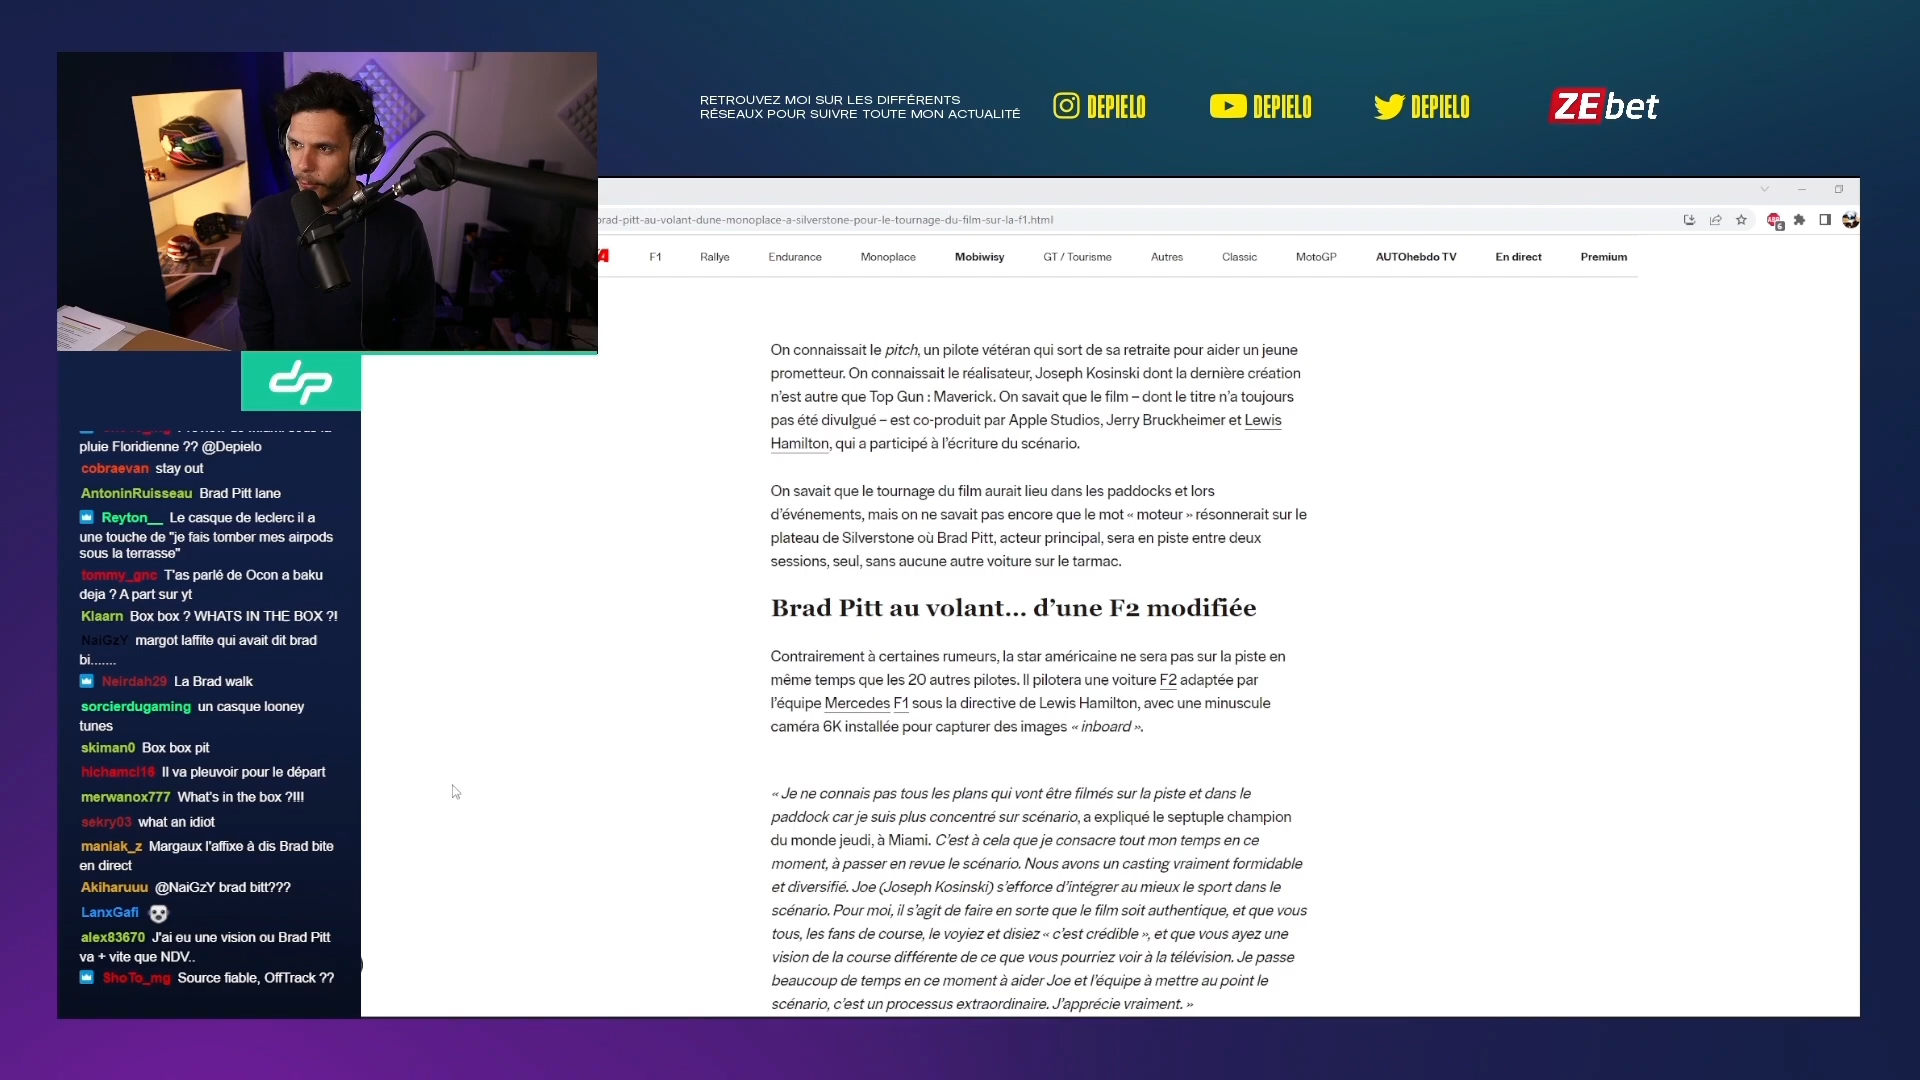 RETROUVEZ MOI SUR LES DIFFÉRENTS
RÉSEAUX POUR SUIVRE TOUTE MON ACTUALITÉ
DEPIELO
DEPIELO
DEPIELO
ZEbet
brad-pitt-au-volant-dune-monoplace-a-silverstone-pour-le-tournage-du-film-sur-la-f1.html
F1 Rallye Endurance Monoplace Mobiwisy GT / Tourisme Autres Classic MotoGP AUTOhebdo TV En direct Premium
On connaissait le pitch, un pilote vétéran qui sort de sa retraite pour aider un jeune
prometteur. On connaissait le réalisateur, Joseph Kosinski dont la dernière création
n'est autre que Top Gun : Maverick. On savait que le film – dont le titre n'a toujours
pas été divulgué – est co-produit par Apple Studios, Jerry Bruckheimer et Lewis
Hamilton, qui a participé à l'écriture du scénario.
On savait que le tournage du film aurait lieu dans les paddocks et lors
d'événements, mais on ne savait pas encore que le mot « moteur » résonnerait sur le
plateau de Silverstone où Brad Pitt, acteur principal, sera en piste entre deux
sessions, seul, sans aucune autre voiture sur le tarmac.
Brad Pitt au volant… d'une F2 modifiée
Contrairement à certaines rumeurs, la star américaine ne sera pas sur la piste en
même temps que les 20 autres pilotes. Il pilotera une voiture F2 adaptée par
l'équipe Mercedes F1 sous la directive de Lewis Hamilton, avec une minuscule
caméra 6K installée pour capturer des images « inboard ».
« Je ne connais pas tous les plans qui vont être filmés sur la piste et dans le
paddock car je suis plus concentré sur scénario, a expliqué le septuple champion
du monde jeudi, à Miami. C'est à cela que je consacre tout mon temps en ce
moment, à passer en revue le scénario. Nous avons un casting vraiment formidable
et diversifié. Joe (Joseph Kosinski) s'efforce d'intégrer au mieux le sport dans le
scénario. Pour moi, il s'agit de faire en sorte que le film soit authentique, et que vous
tous, les fans de course, le voyiez et disiez « c'est crédible », et que vous ayez une
vision de la course différente de ce que vous pourriez voir à la télévision. Je passe
beaucoup de temps en ce moment à aider Joe et l'équipe à mettre au point le
scénario, c'est un processus extraordinaire. J'apprécie vraiment. »
dp
pluie Floridienne ?? @Depielo
cobraevan stay out
AntoninRuisseau Brad Pitt lane
Reyton__ Le casque de leclerc il a
une touche de "je fais tomber mes airpods
sous la terrasse"
tommy_gnc T'as parlé de Ocon a baku
deja ? A part sur yt
Klaarn Box box ? WHATS IN THE BOX ?!
NaiGzY margot laffite qui avait dit brad
bi.......
Neirdah29 La Brad walk
sorcierdugaming un casque looney
tunes
skiman0 Box box pit
hichamcl16 Il va pleuvoir pour le départ
merwanox777 What's in the box ?!!!
sekry03 what an idiot
maniak_z Margaux l'affixe à dis Brad bite
en direct
Akiharuuu @NaiGzY brad bitt???
LanxGafi
alex83670 J'ai eu une vision ou Brad Pitt
va + vite que NDV..
ShoTo_mg Source fiable, OffTrack ??